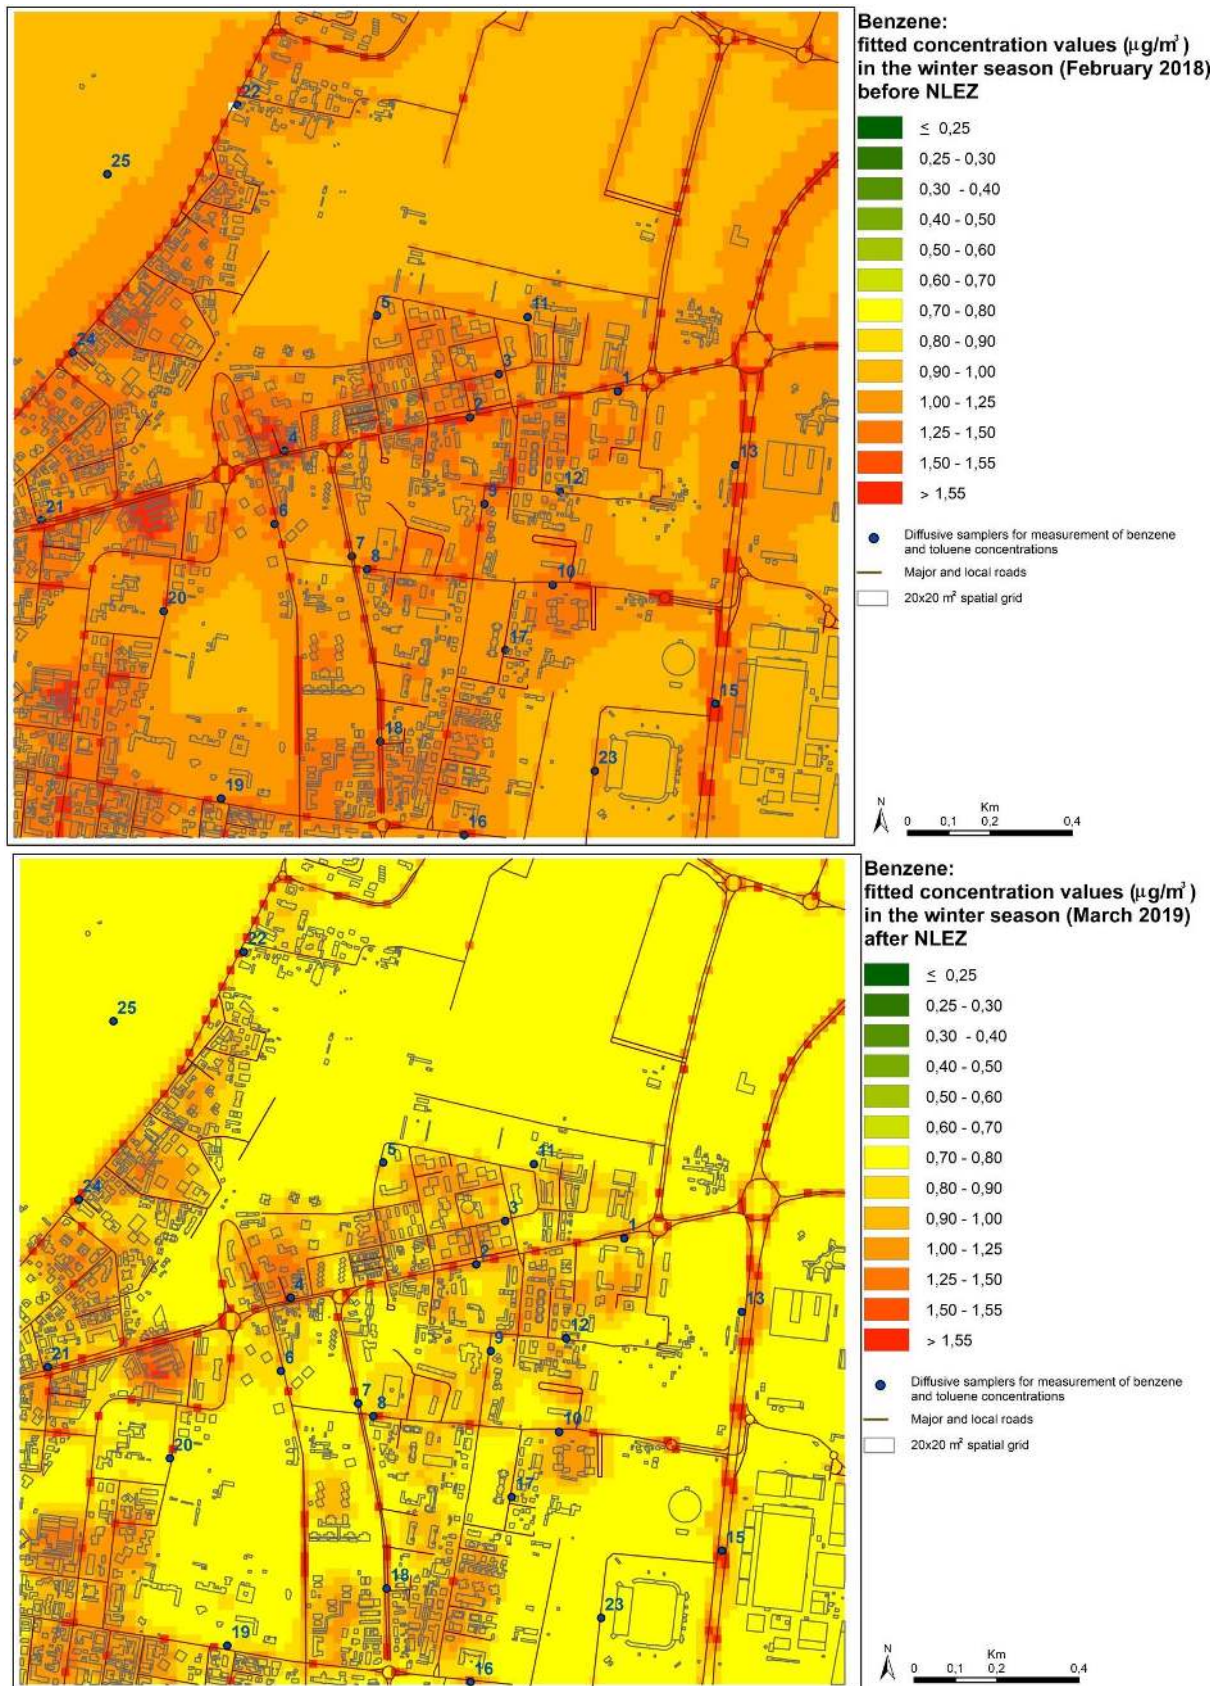 Benzene:
fitted concentration values (μg/m³)
in the winter season (February 2018)
before NLEZ
≤ 0,25
0,25 - 0,30
0,30 - 0,40
0,40 - 0,50
0,50 - 0,60
0,60 - 0,70
0,70 - 0,80
0,80 - 0,90
0,90 - 1,00
1,00 - 1,25
1,25 - 1,50
1,50 - 1,55
> 1,55
Diffusive samplers for measurement of benzene
and toluene concentrations
Major and local roads
20x20 m² spatial grid
N
Km
0 0,1 0,2 0,4
22
25
5
11
24
3
1
2
4
13
12
9
21
6
7
8
10
20
17
15
18
23
19
16
Benzene:
fitted concentration values (μg/m³)
in the winter season (March 2019)
after NLEZ
≤ 0,25
0,25 - 0,30
0,30 - 0,40
0,40 - 0,50
0,50 - 0,60
0,60 - 0,70
0,70 - 0,80
0,80 - 0,90
0,90 - 1,00
1,00 - 1,25
1,25 - 1,50
1,50 - 1,55
> 1,55
Diffusive samplers for measurement of benzene
and toluene concentrations
Major and local roads
20x20 m² spatial grid
N
Km
0 0,1 0,2 0,4
22
25
5
11
24
3
1
2
4
13
12
9
21
6
7
8
10
20
17
15
18
23
19
16